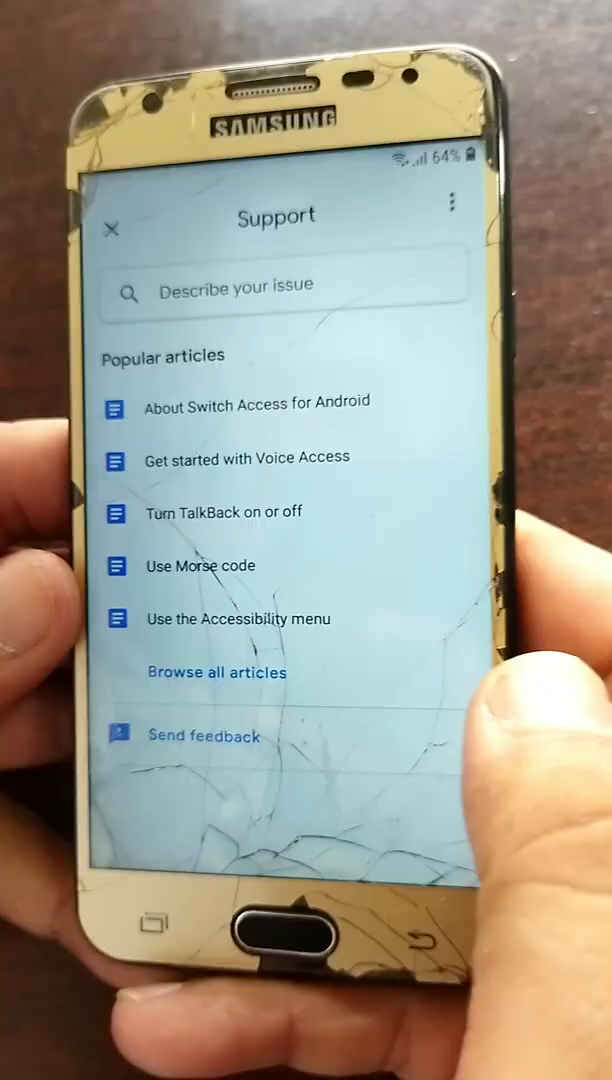 SAMSUNG
64%
Support
Describe your issue
Popular articles
About Switch Access for Android
Get started with Voice Access
Turn TalkBack on or off
Use Morse code
Use the Accessibility menu
Browse all articles
Send feedback